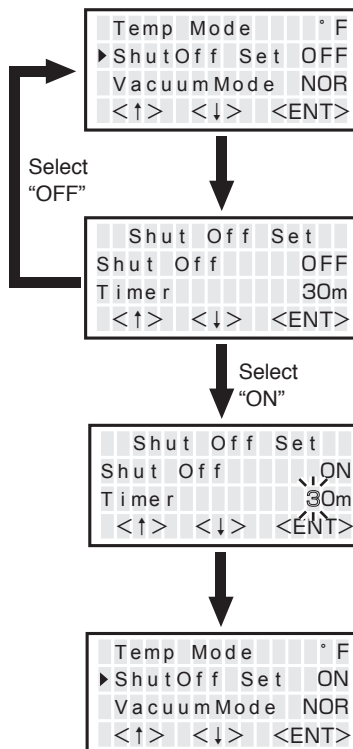 Temp Mode °F
▶ShutOff Set OFF
VacuumMode NOR
<↑> <↓> <ENT>
Select
“OFF”
Shut Off Set
Shut Off OFF
Timer 30m
<↑> <↓> <ENT>
Select
“ON”
Shut Off Set
Shut Off ON
Timer 30m
<↑> <↓> <ENT>
Temp Mode °F
▶ShutOff Set ON
VacuumMode NOR
<↑> <↓> <ENT>